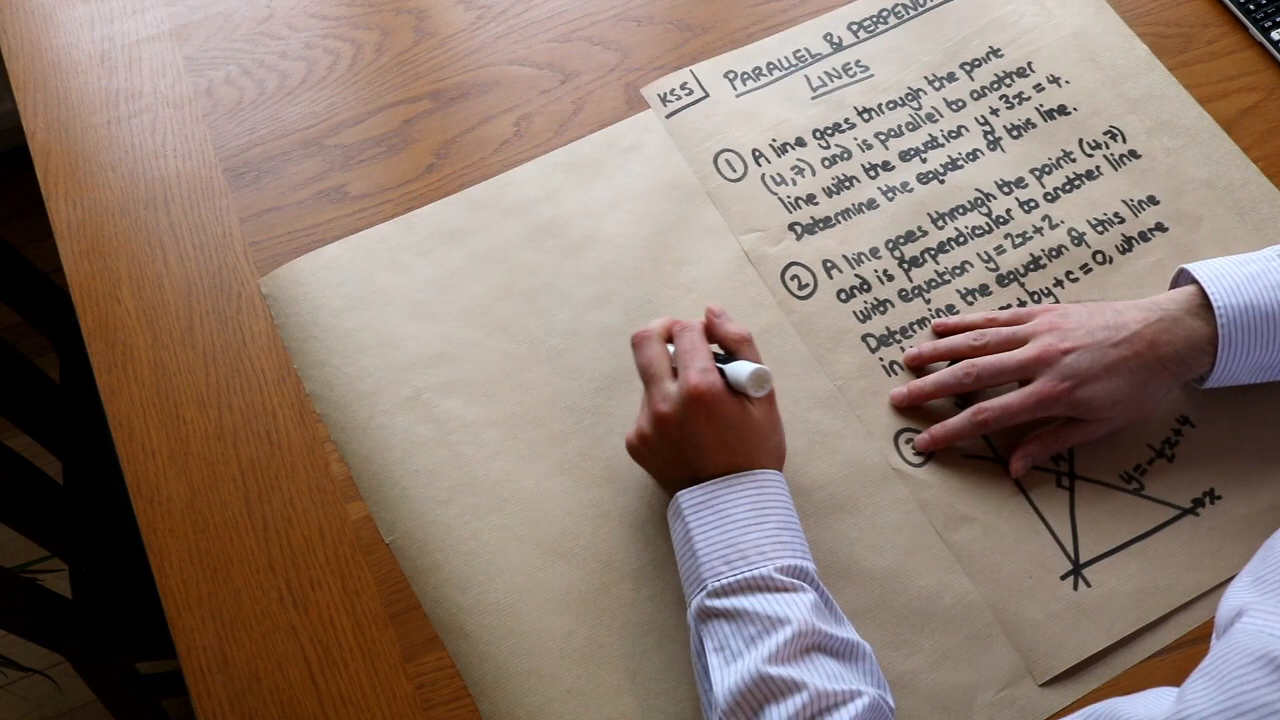 KS5
PARALLEL &
LINES
① A line goes through the point
(4,7) and is parallel to another
line with the equation y + 3x = 4.
Determine the equation of this line.
② A line goes through the point (4,7)
and is perpendicular to another line
with equation y = 2x + 2.
Determine the equation of this line
in + by + c = 0, where
③
y = -½x + 4
x